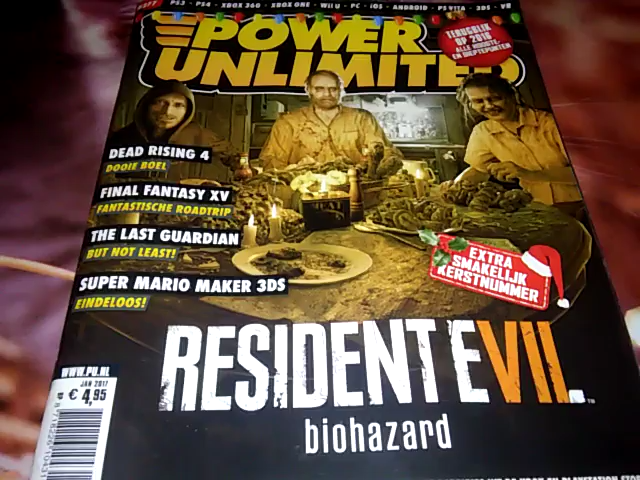 PS3 · PS4 · XBOX 360 · XBOX ONE · WII U · PC · iOS · ANDROID · PS VITA · 3DS · VR
POWER
UNLIMITED
TERUGBLIK
OP 2016
ALLE HOOGTE-
EN DIEPTEPUNTEN
DEAD RISING 4
DOOIE BOEL
FINAL FANTASY XV
FANTASTISCHE ROADTRIP
THE LAST GUARDIAN
BUT NOT LEAST!
SUPER MARIO MAKER 3DS
EINDELOOS!
EXTRA
SMAKELIJK
KERSTNUMMER
RESIDENT EVII.
biohazard
WWW.PU.NL
JAN 2017
€ 4,95